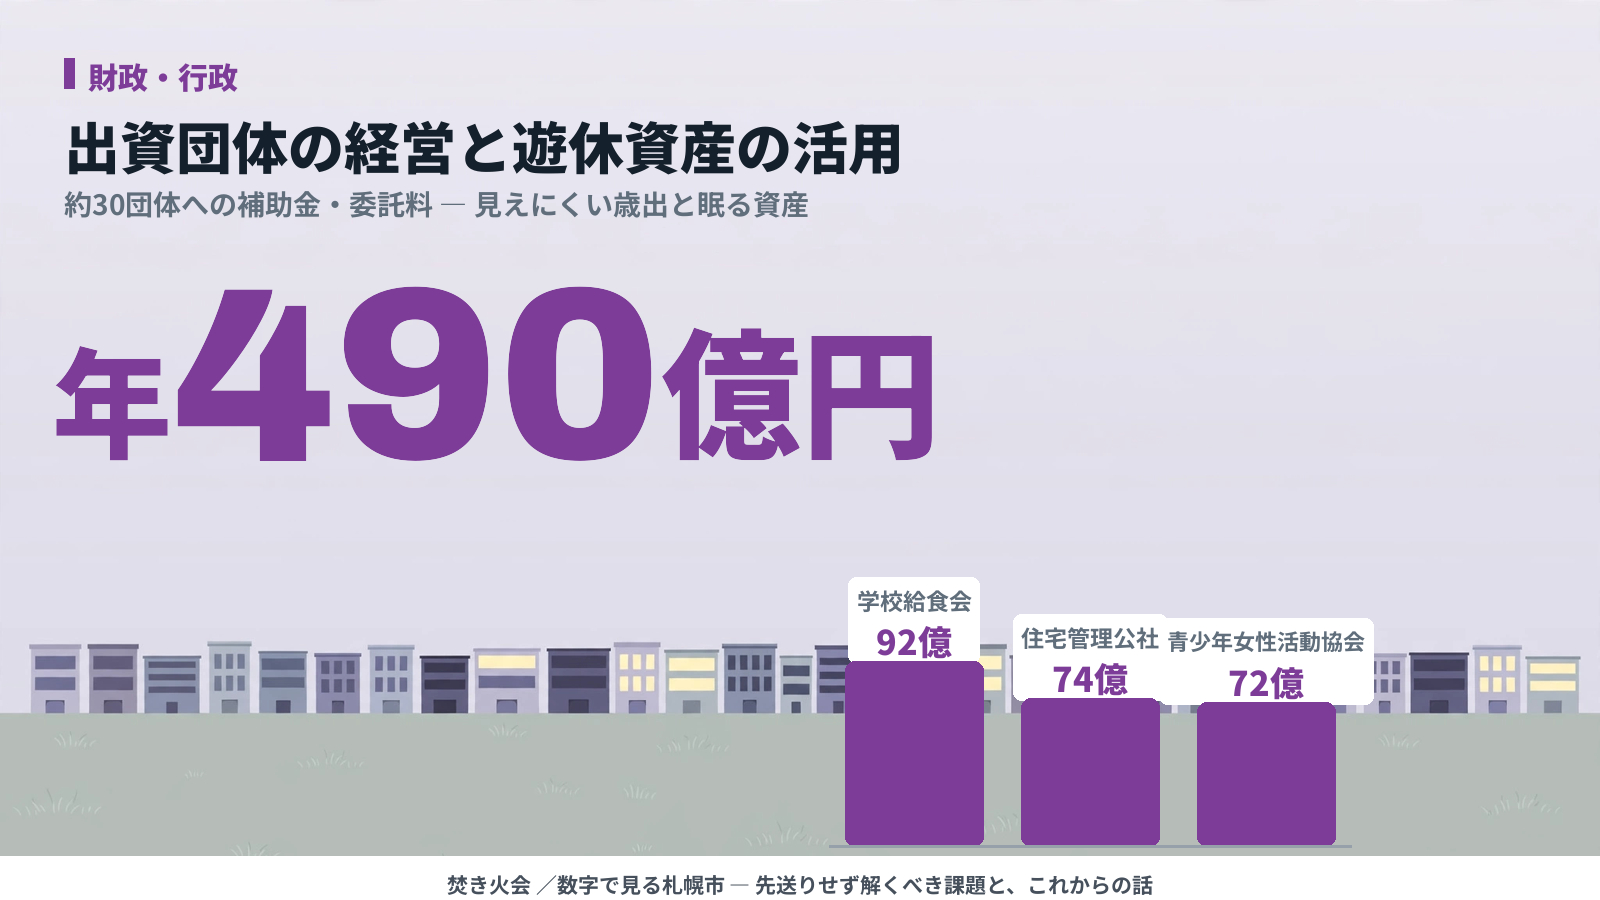 財政・行政
出資団体の経営と遊休資産の活用
約30団体への補助金・委託料 — 見えにくい歳出と眠る資産
年490億円
学校給食会
92億
住宅管理公社
74億
青少年女性活動協会
72億
焚き火会 ／数字で見る札幌市 — 先送りせず解くべき課題と、これからの話